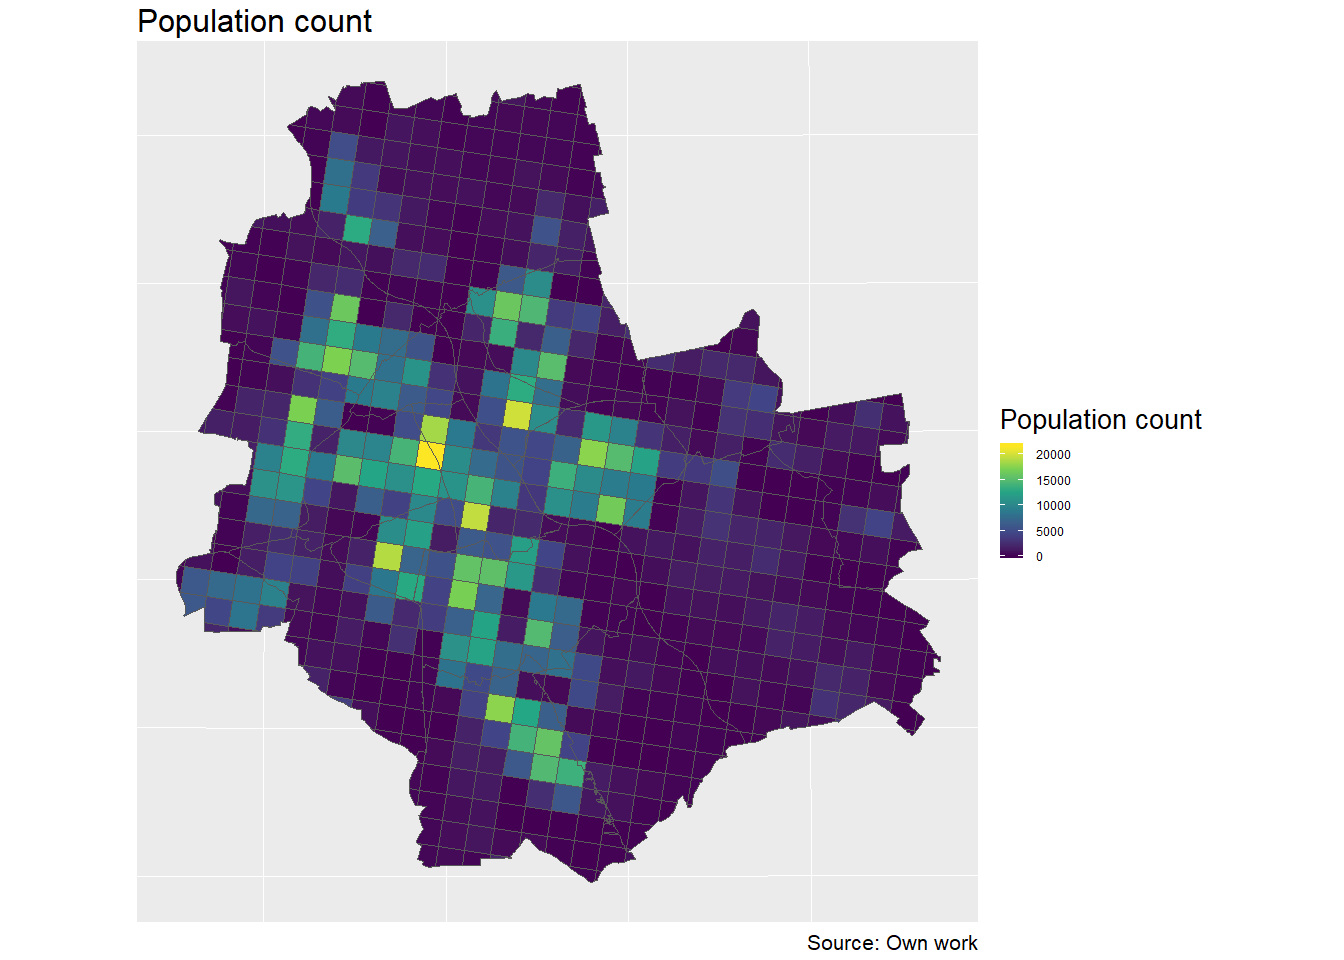 Population count
Population count
20000
15000
10000
5000
0
Source: Own work